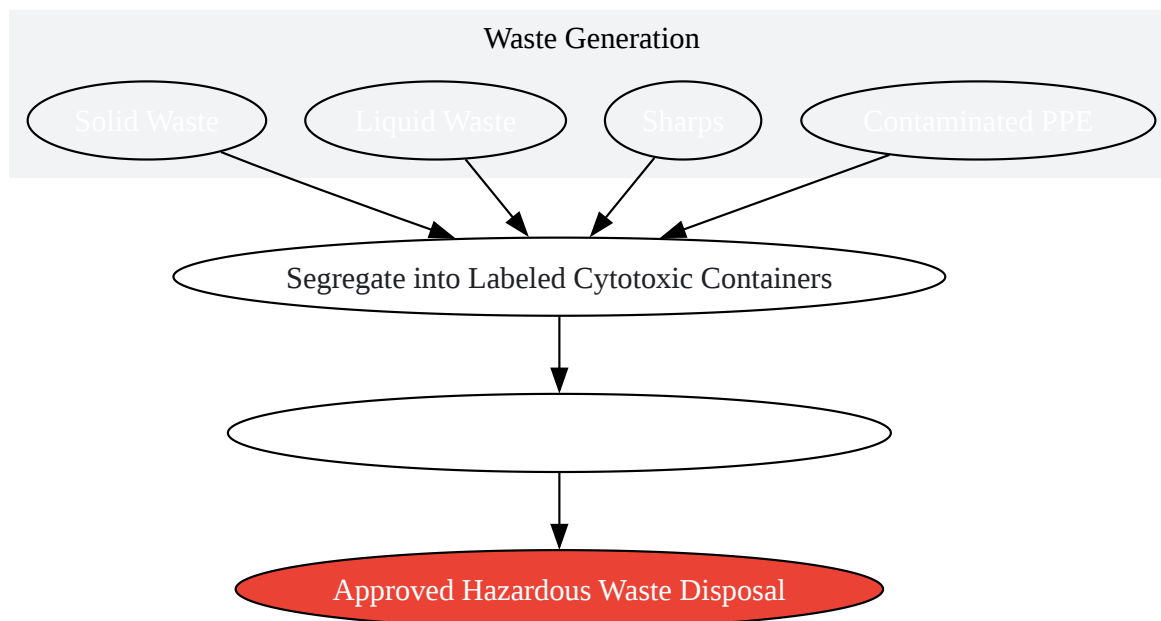 Waste Generation
Solid Waste
Liquid Waste
Sharps
Contaminated PPE
Segregate into Labeled Cytotoxic Containers
Approved Hazardous Waste Disposal